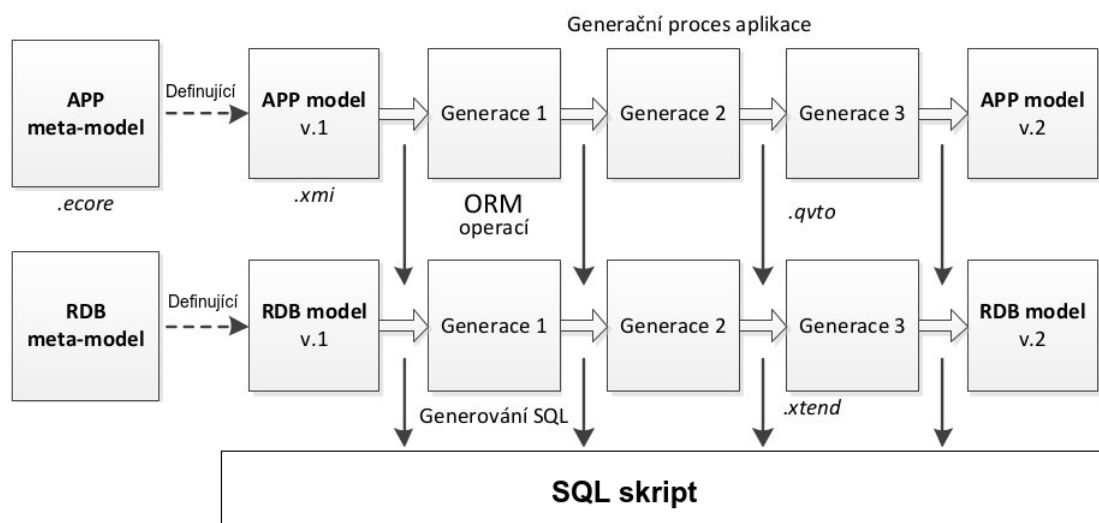 Generační proces aplikace
APP
meta-model
Definující
APP model
v.1
Generace 1
Generace 2
Generace 3
APP model
v.2
.ecore
.xmi
ORM
operací
.qvto
RDB
meta-model
Definující
RDB model
v.1
Generace 1
Generace 2
Generace 3
RDB model
v.2
Generování SQL
.xtend
SQL skript